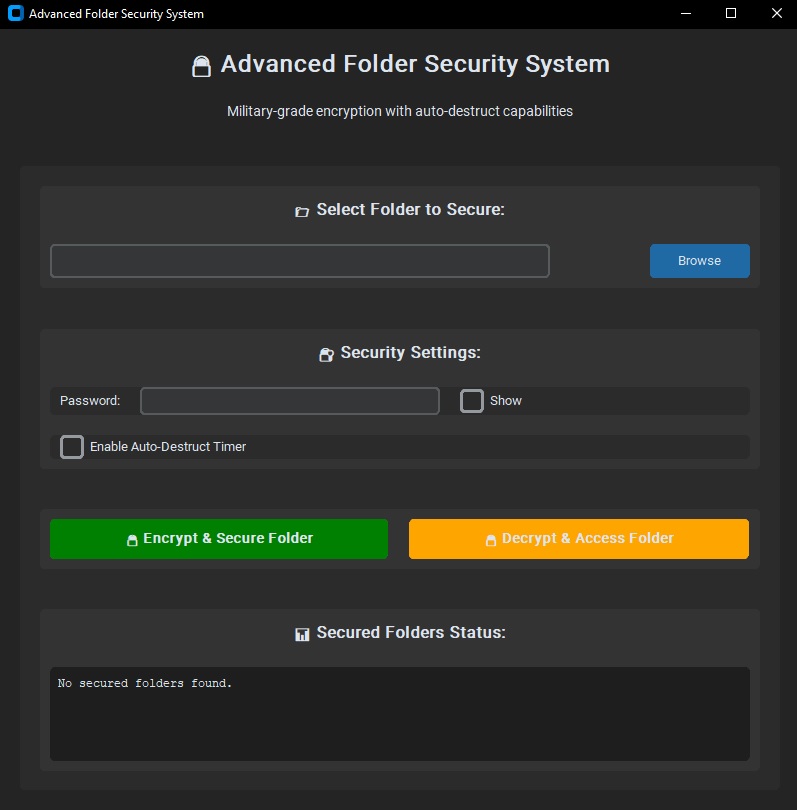 Advanced Folder Security System
Advanced Folder Security System
Military-grade encryption with auto-destruct capabilities
Select Folder to Secure:
Browse
Security Settings:
Password:
Show
Enable Auto-Destruct Timer
Encrypt & Secure Folder
Decrypt & Access Folder
Secured Folders Status:
No secured folders found.